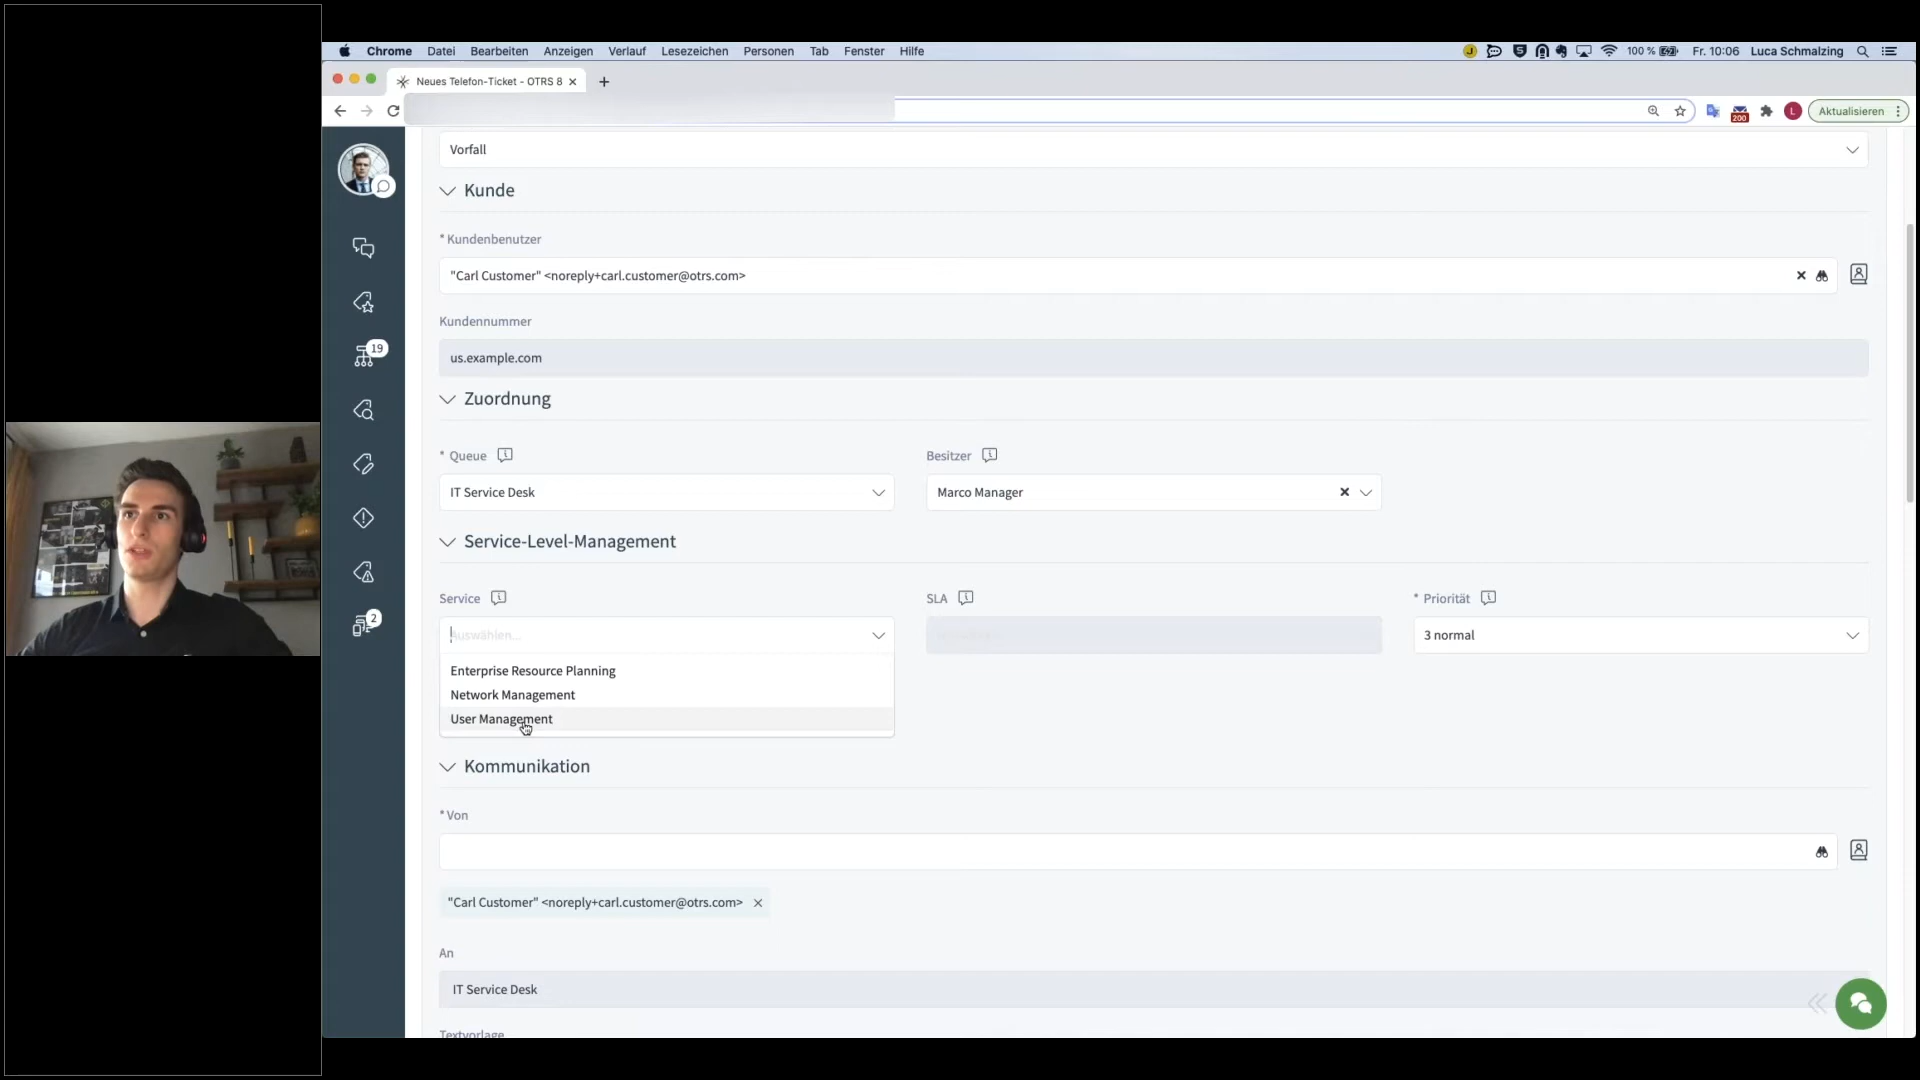 Chrome Datei Bearbeiten Anzeigen Verlauf Lesezeichen Personen Tab Fenster Hilfe 100 % Fr. 10:06 Luca Schmalzing
Neues Telefon-Ticket - OTRS 8
L 200 Aktualisieren
Vorfall
Kunde
* Kundenbenutzer
"Carl Customer" <noreply+carl.customer@otrs.com>
Kundennummer
19
us.example.com
Zuordnung
* Queue Besitzer
IT Service Desk Marco Manager
Service-Level-Management
Service SLA * Priorität
2
Auswählen... 3 normal
Enterprise Resource Planning
Network Management
User Management
Kommunikation
* Von
"Carl Customer" <noreply+carl.customer@otrs.com>
An
IT Service Desk
Textvorlage